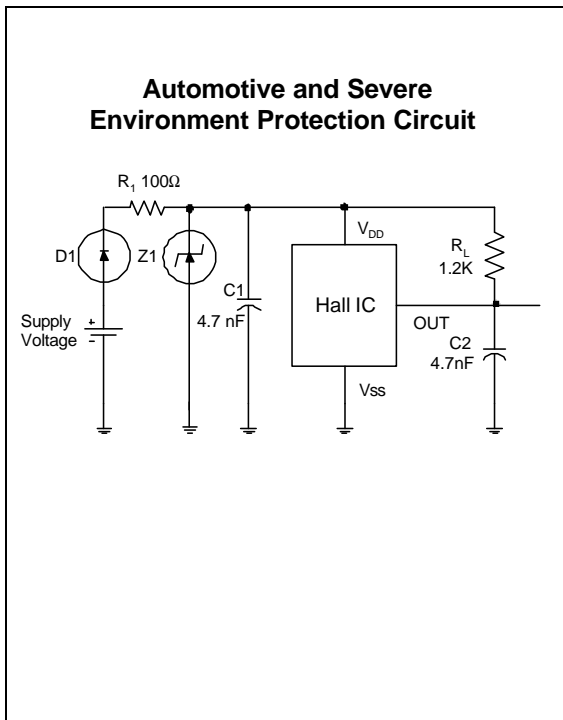 Automotive and Severe
Environment Protection Circuit
R1 100Ω
D1
Z1
C1
4.7 nF
Supply
Voltage
+
-
VDD
Hall IC
Vss
OUT
RL
1.2K
C2
4.7nF